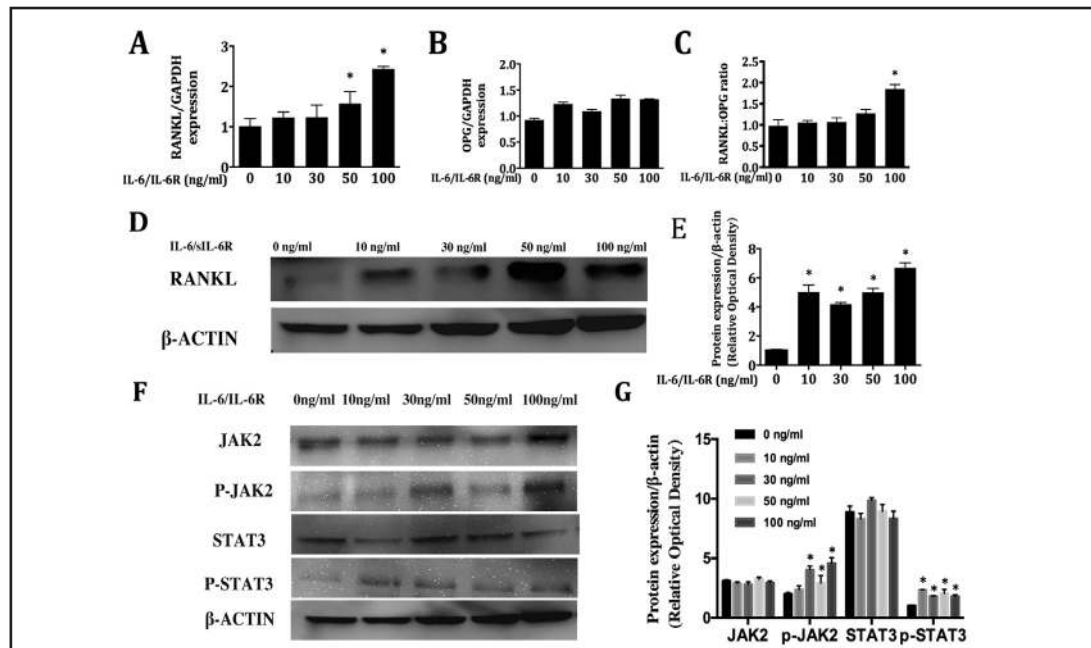 A
RANKL/GAPDH
expression
3
2
1
0
*
*
IL-6/IL-6R (ng/ml)
0 10 30 50 100
B
OPG/GAPDH
expression
2.0
1.5
1.0
0.5
0.0
IL-6/IL-6R (ng/ml)
0 10 30 50 100
C
RANKL:OPG ratio
2.5
2.0
1.5
1.0
0.5
0.0
*
IL-6/IL-6R (ng/ml)
0 10 30 50 100
D
IL-6/sIL-6R 0 ng/ml 10 ng/ml 30 ng/ml 50 ng/ml 100 ng/ml
RANKL
β-ACTIN
E
Protein expression/β-actin
(Relative Optical Density)
8
6
4
2
0
* * * *
IL-6/IL-6R (ng/ml)
0 10 30 50 100
F
IL-6/IL-6R 0ng/ml 10ng/ml 30ng/ml 50ng/ml 100ng/ml
JAK2
P-JAK2
STAT3
P-STAT3
β-ACTIN
G
Protein expression/β-actin
(Relative Optical Density)
15
10
5
0
0 ng/ml
10 ng/ml
30 ng/ml
50 ng/ml
100 ng/ml
* * *
* * * *
JAK2 p-JAK2 STAT3 p-STAT3